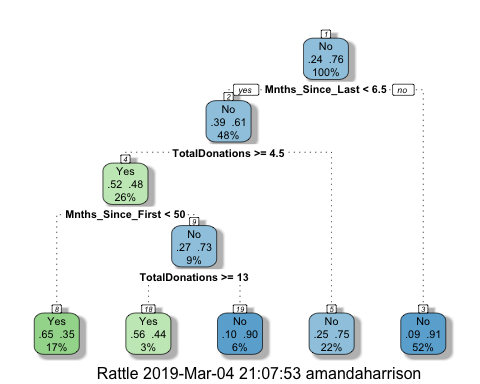 1
No
.24 .76
100%
yes Mnths_Since_Last < 6.5 no
2
No
.39 .61
48%
TotalDonations >= 4.5
4
Yes
.52 .48
26%
Mnths_Since_First < 50
9
No
.27 .73
9%
TotalDonations >= 13
8 18 19 5 3
Yes Yes No No No
.65 .35 .56 .44 .10 .90 .25 .75 .09 .91
17% 3% 6% 22% 52%
Rattle 2019-Mar-04 21:07:53 amandaharrison